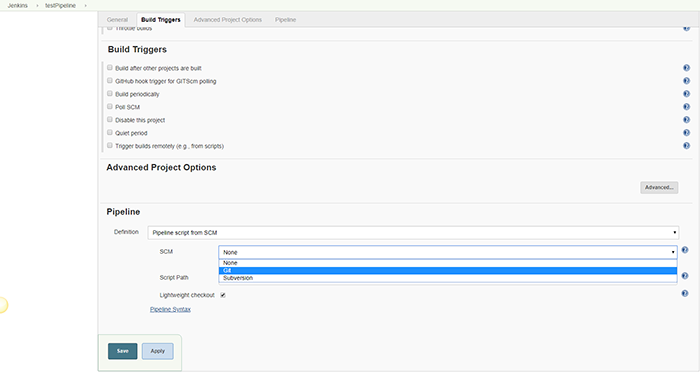 Jenkins › testPipeline ›
General Build Triggers Advanced Project Options Pipeline
Throttle builds
Build Triggers
Build after other projects are built
GitHub hook trigger for GITScm polling
Build periodically
Poll SCM
Disable this project
Quiet period
Trigger builds remotely (e.g., from scripts)
Advanced Project Options
Advanced...
Pipeline
Definition Pipeline script from SCM
SCM None
None
Git
Script Path Subversion
Lightweight checkout
Pipeline Syntax
Save Apply